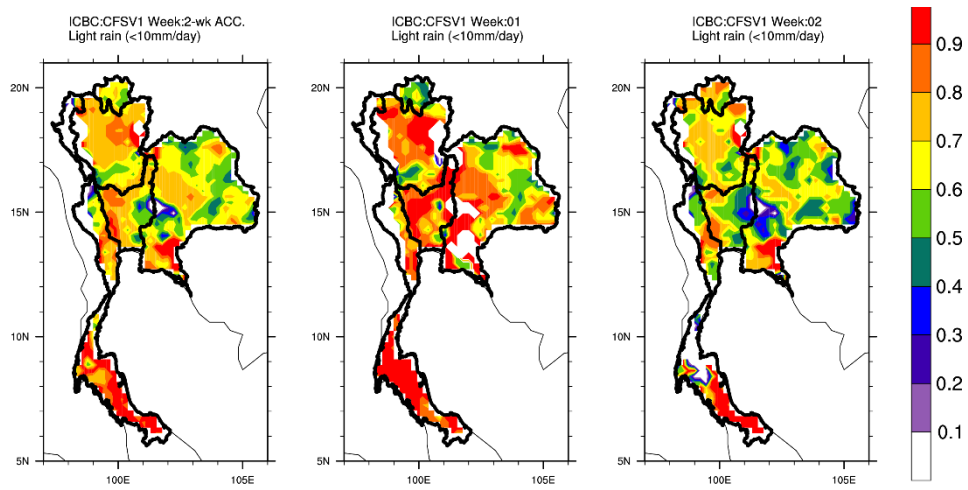 ICBC:CFSV1 Week:2-wk ACC.
Light rain (<10mm/day)
20N
15N
10N
5N
100E
105E
ICBC:CFSV1 Week:01
Light rain (<10mm/day)
20N
15N
10N
5N
100E
105E
ICBC:CFSV1 Week:02
Light rain (<10mm/day)
20N
15N
10N
5N
100E
105E
0.9
0.8
0.7
0.6
0.5
0.4
0.3
0.2
0.1